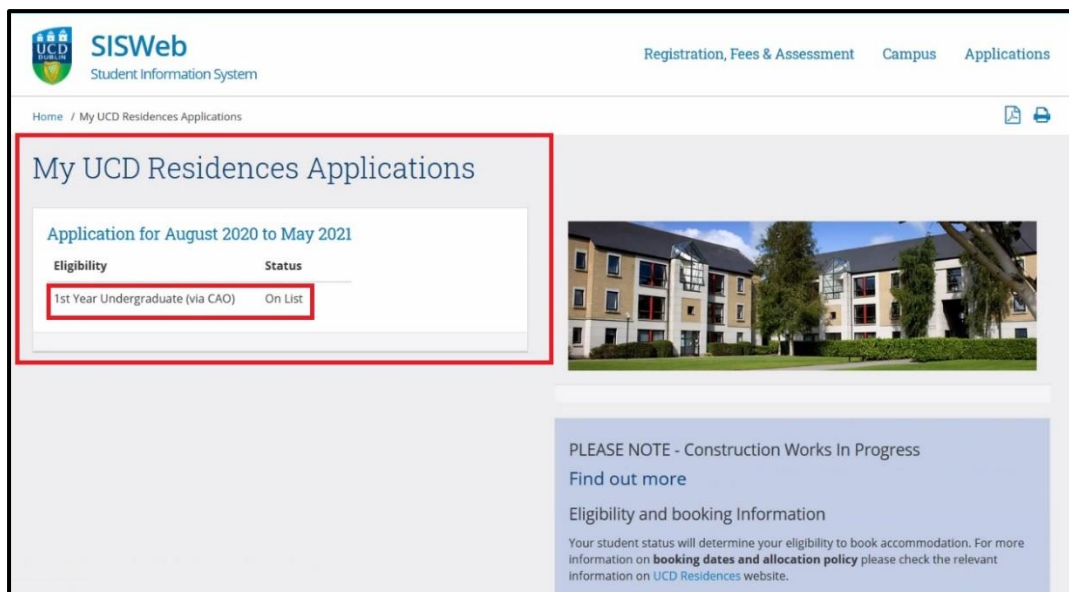 UCD
DUBLIN
SISWeb
Student Information System
Registration, Fees & Assessment Campus Applications
Home / My UCD Residences Applications
My UCD Residences Applications
Application for August 2020 to May 2021
Eligibility Status
1st Year Undergraduate (via CAO) On List
PLEASE NOTE - Construction Works In Progress
Find out more
Eligibility and booking Information
Your student status will determine your eligibility to book accommodation. For more
information on booking dates and allocation policy please check the relevant
information on UCD Residences website.